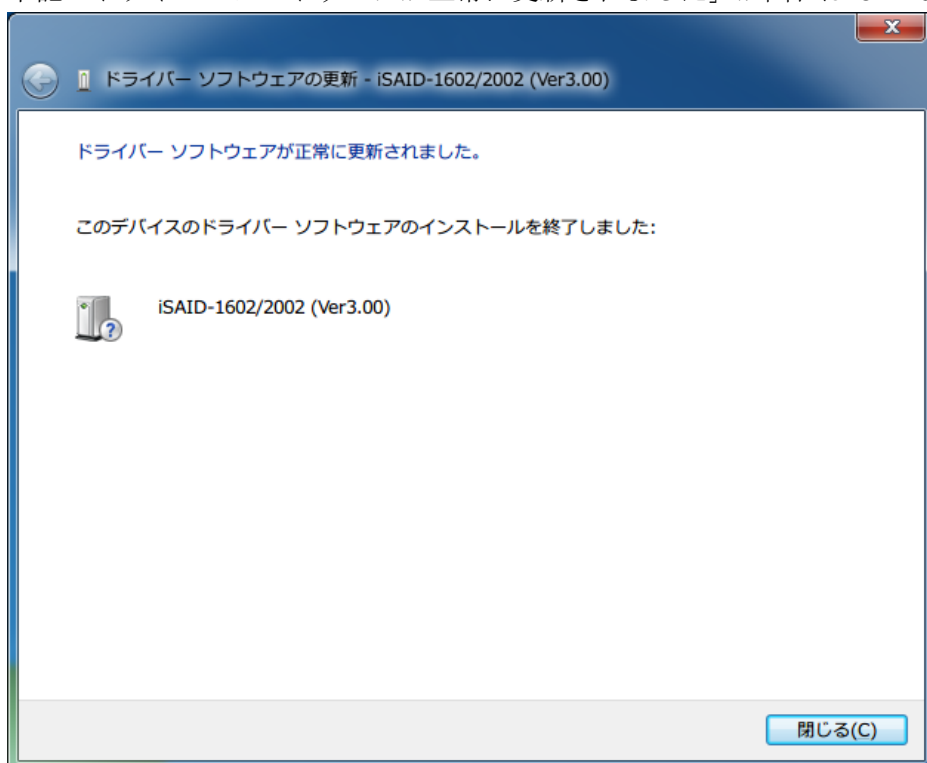 ドライバー ソフトウェアの更新 - iSAID-1602/2002 (Ver3.00)
ドライバー ソフトウェアが正常に更新されました。
このデバイスのドライバー ソフトウェアのインストールを終了しました:
iSAID-1602/2002 (Ver3.00)
閉じる(C)